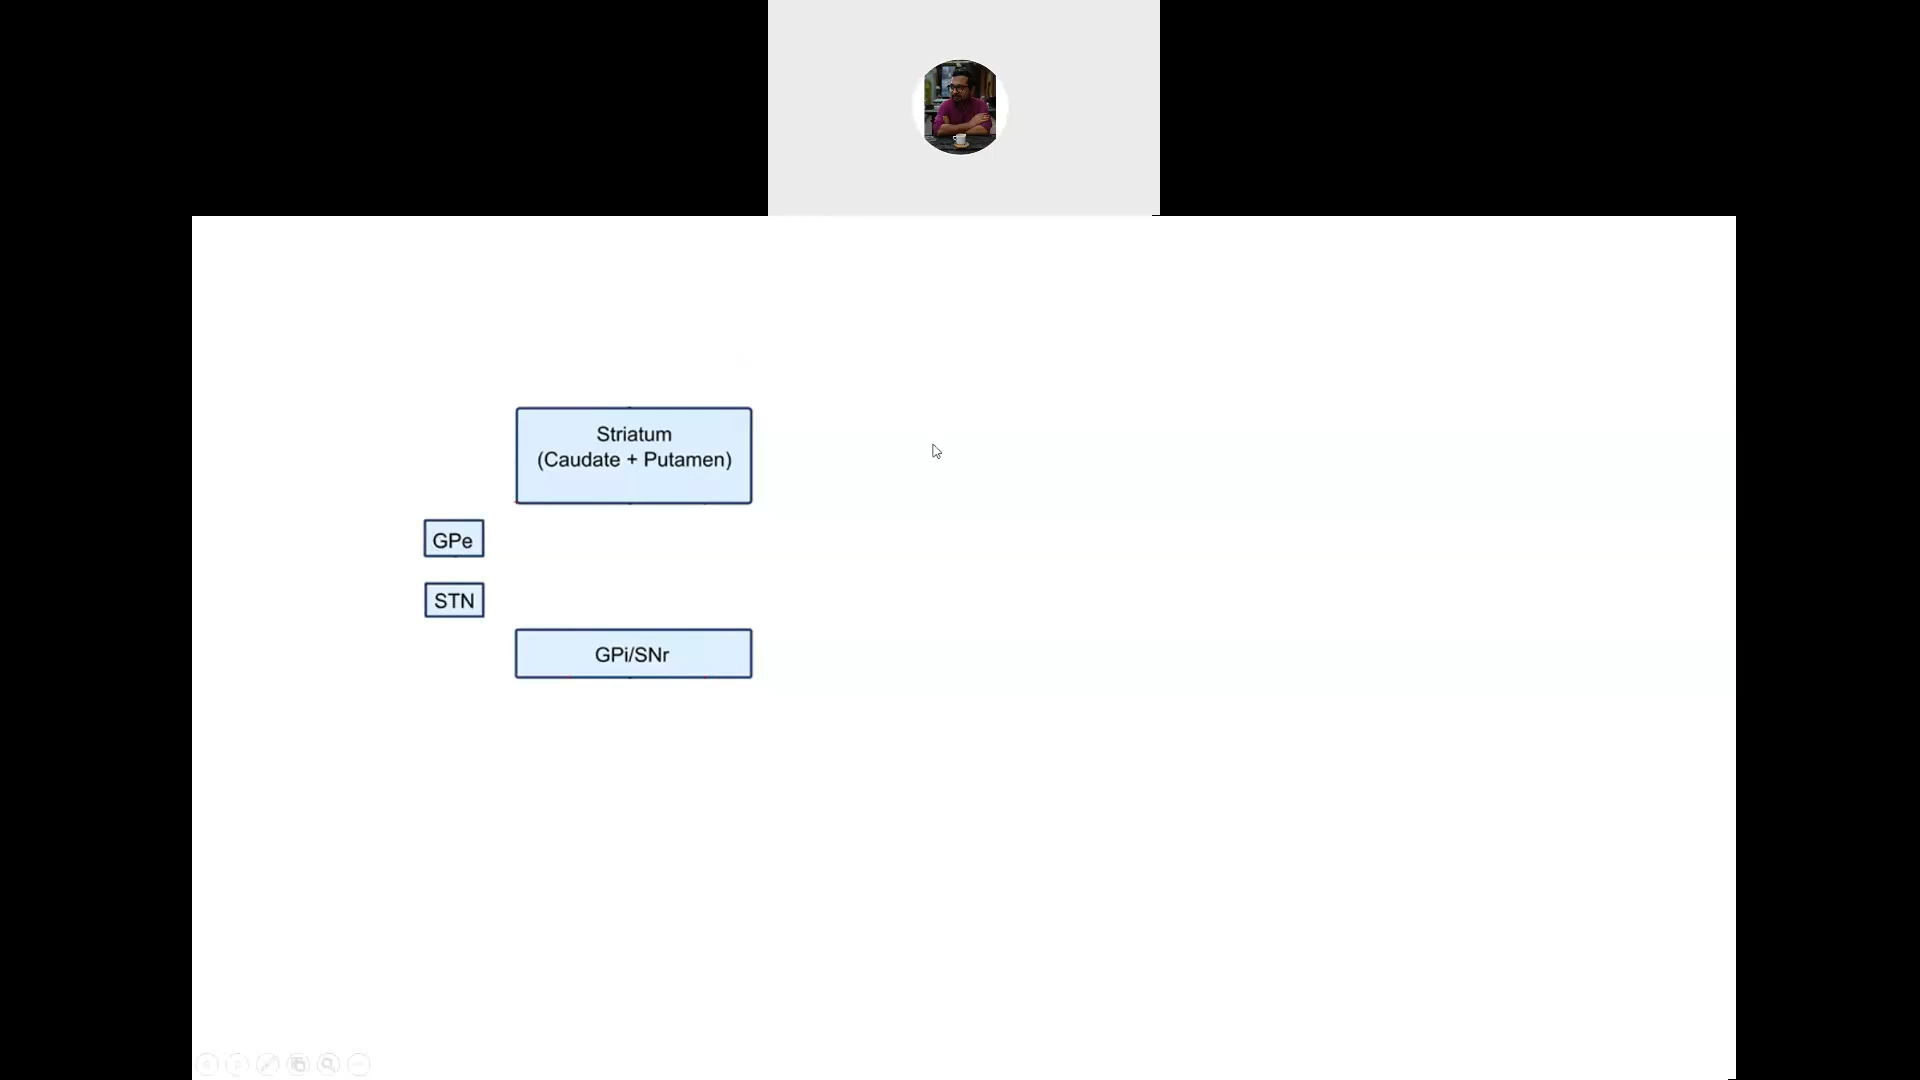 Striatum
(Caudate + Putamen)
GPe
STN
GPi/SNr